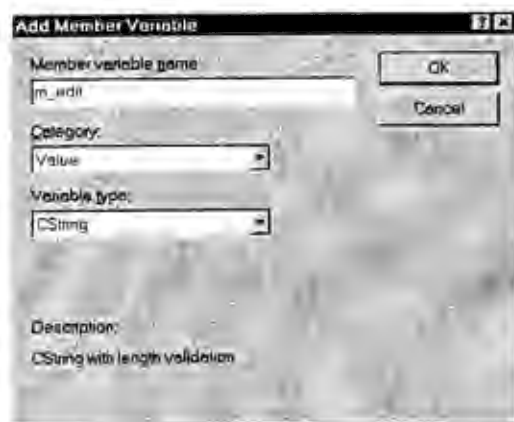 Add Member Variable
Member variable name
OK
m_edit
Cancel
Category:
Value
Variable type:
CString
Description:
CString with length validation